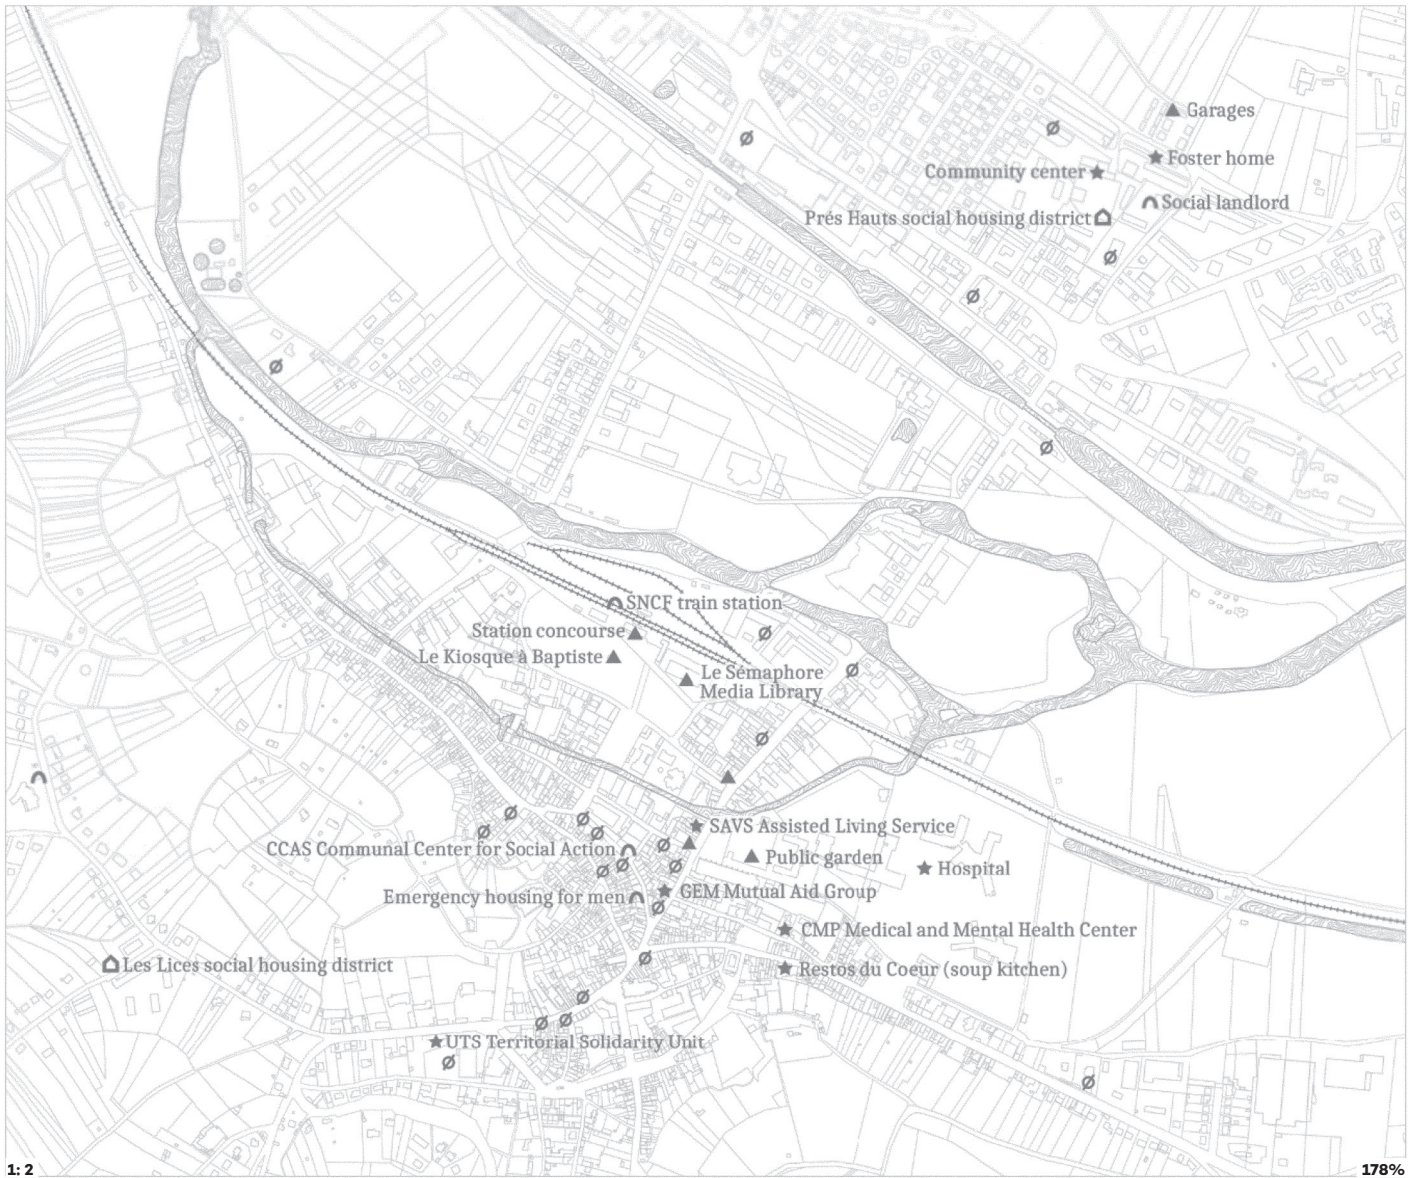 Garages
Foster home
Community center
Social landlord
Prés Hauts social housing district
SNCF train station
Station concourse
Le Kiosque à Baptiste
Le Sémaphore
Media Library
SAVS Assisted Living Service
CCAS Communal Center for Social Action
Public garden
Hospital
GEM Mutual Aid Group
Emergency housing for men
CMP Medical and Mental Health Center
Les Lices social housing district
Restos du Coeur (soup kitchen)
UTS Territorial Solidarity Unit
1: 2
178%